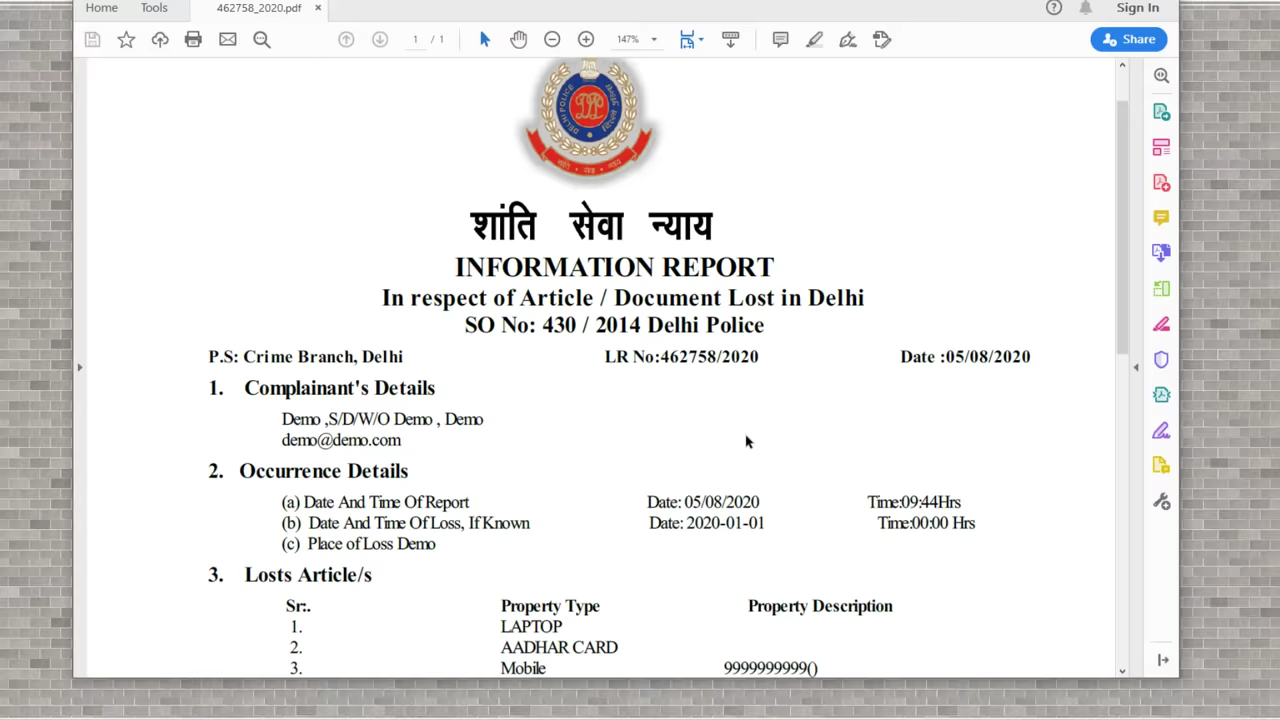 Home Tools 462758_2020.pdf × Sign In
1 / 1 147% Share
DELHI POLICE DP
शांति सेवा न्याय
शांति सेवा न्याय
INFORMATION REPORT
In respect of Article / Document Lost in Delhi
SO No: 430 / 2014 Delhi Police
P.S: Crime Branch, Delhi LR No:462758/2020 Date :05/08/2020
1. Complainant's Details
Demo ,S/D/W/O Demo , Demo
demo@demo.com
2. Occurrence Details
(a) Date And Time Of Report Date: 05/08/2020 Time:09:44Hrs
(b) Date And Time Of Loss, If Known Date: 2020-01-01 Time:00:00 Hrs
(c) Place of Loss Demo
3. Losts Article/s
Sr:. Property Type Property Description
1. LAPTOP
2. AADHAR CARD
3. Mobile 9999999999()